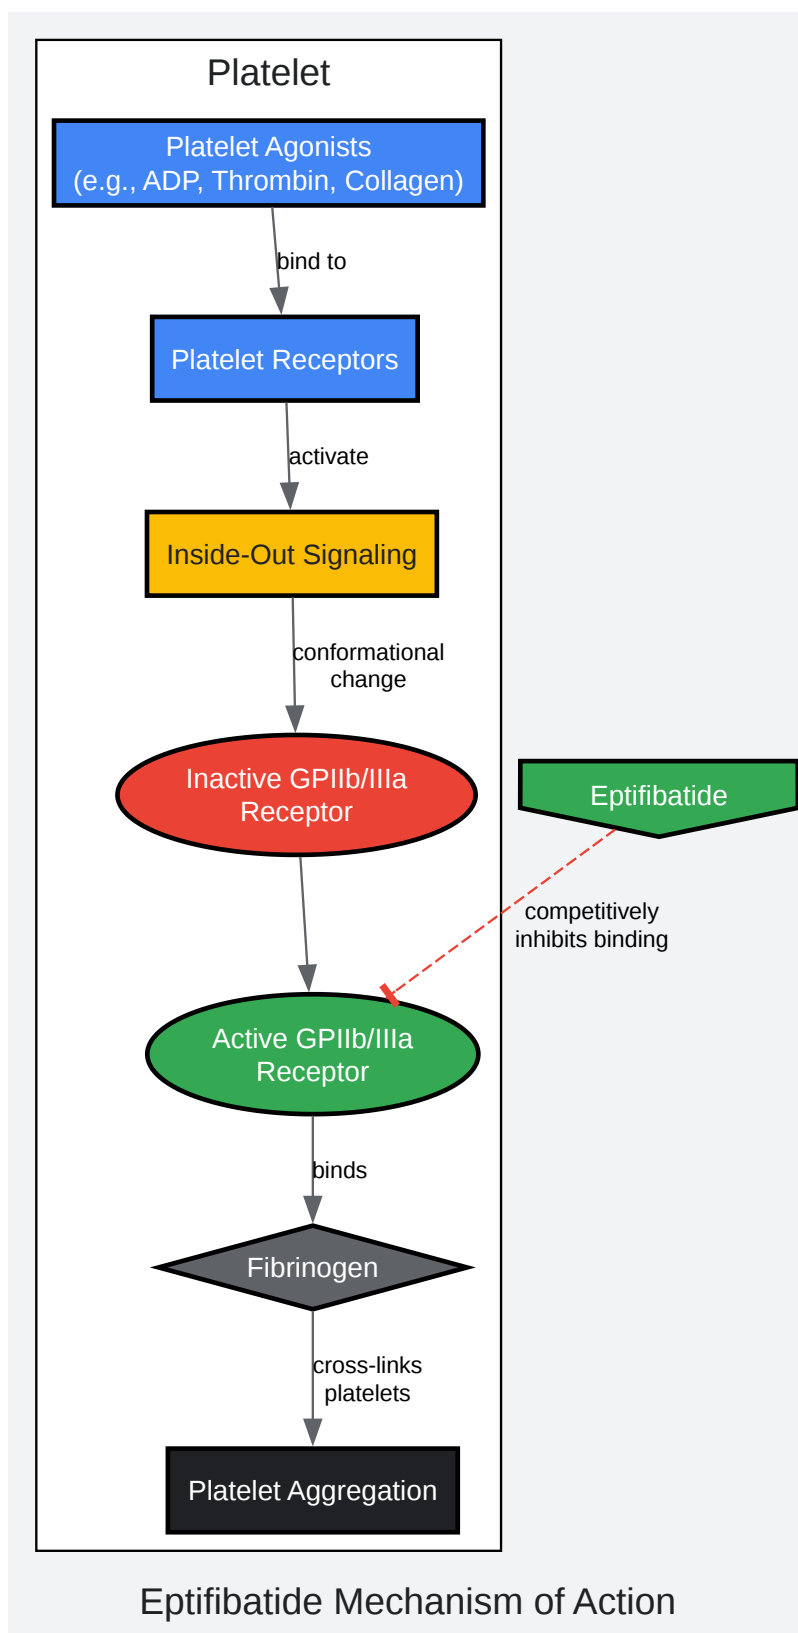 Platelet
Platelet Agonists
(e.g., ADP, Thrombin, Collagen)
bind to
Platelet Receptors
activate
Inside-Out Signaling
conformational
change
Inactive GPIIb/IIIa
Receptor
Eptifibatide
competitively
inhibits binding
Active GPIIb/IIIa
Receptor
binds
Fibrinogen
cross-links
platelets
Platelet Aggregation
Eptifibatide Mechanism of Action